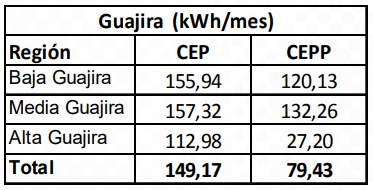 Guajira (kWh/mes)
Región CEP CEPP
Baja Guajira 155,94 120,13
Media Guajira 157,32 132,26
Alta Guajira 112,98 27,20
Total 149,17 79,43